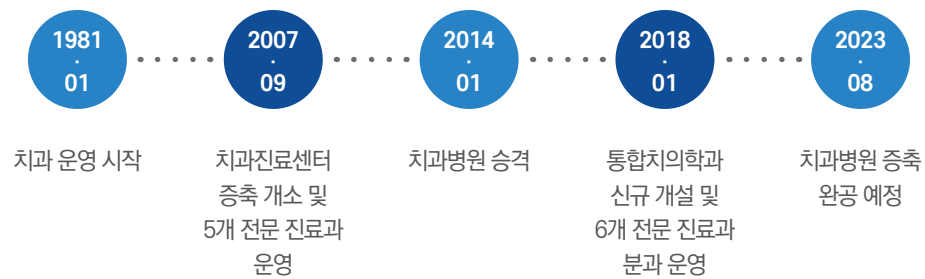 1981
.
01
2007
.
09
2014
.
01
2018
.
01
2023
.
08
치과 운영 시작
치과진료센터
증축 개소 및
5개 전문 진료과
운영
치과병원 승격
통합치의학과
신규 개설 및
6개 전문 진료과
분과 운영
치과병원 증축
완공 예정